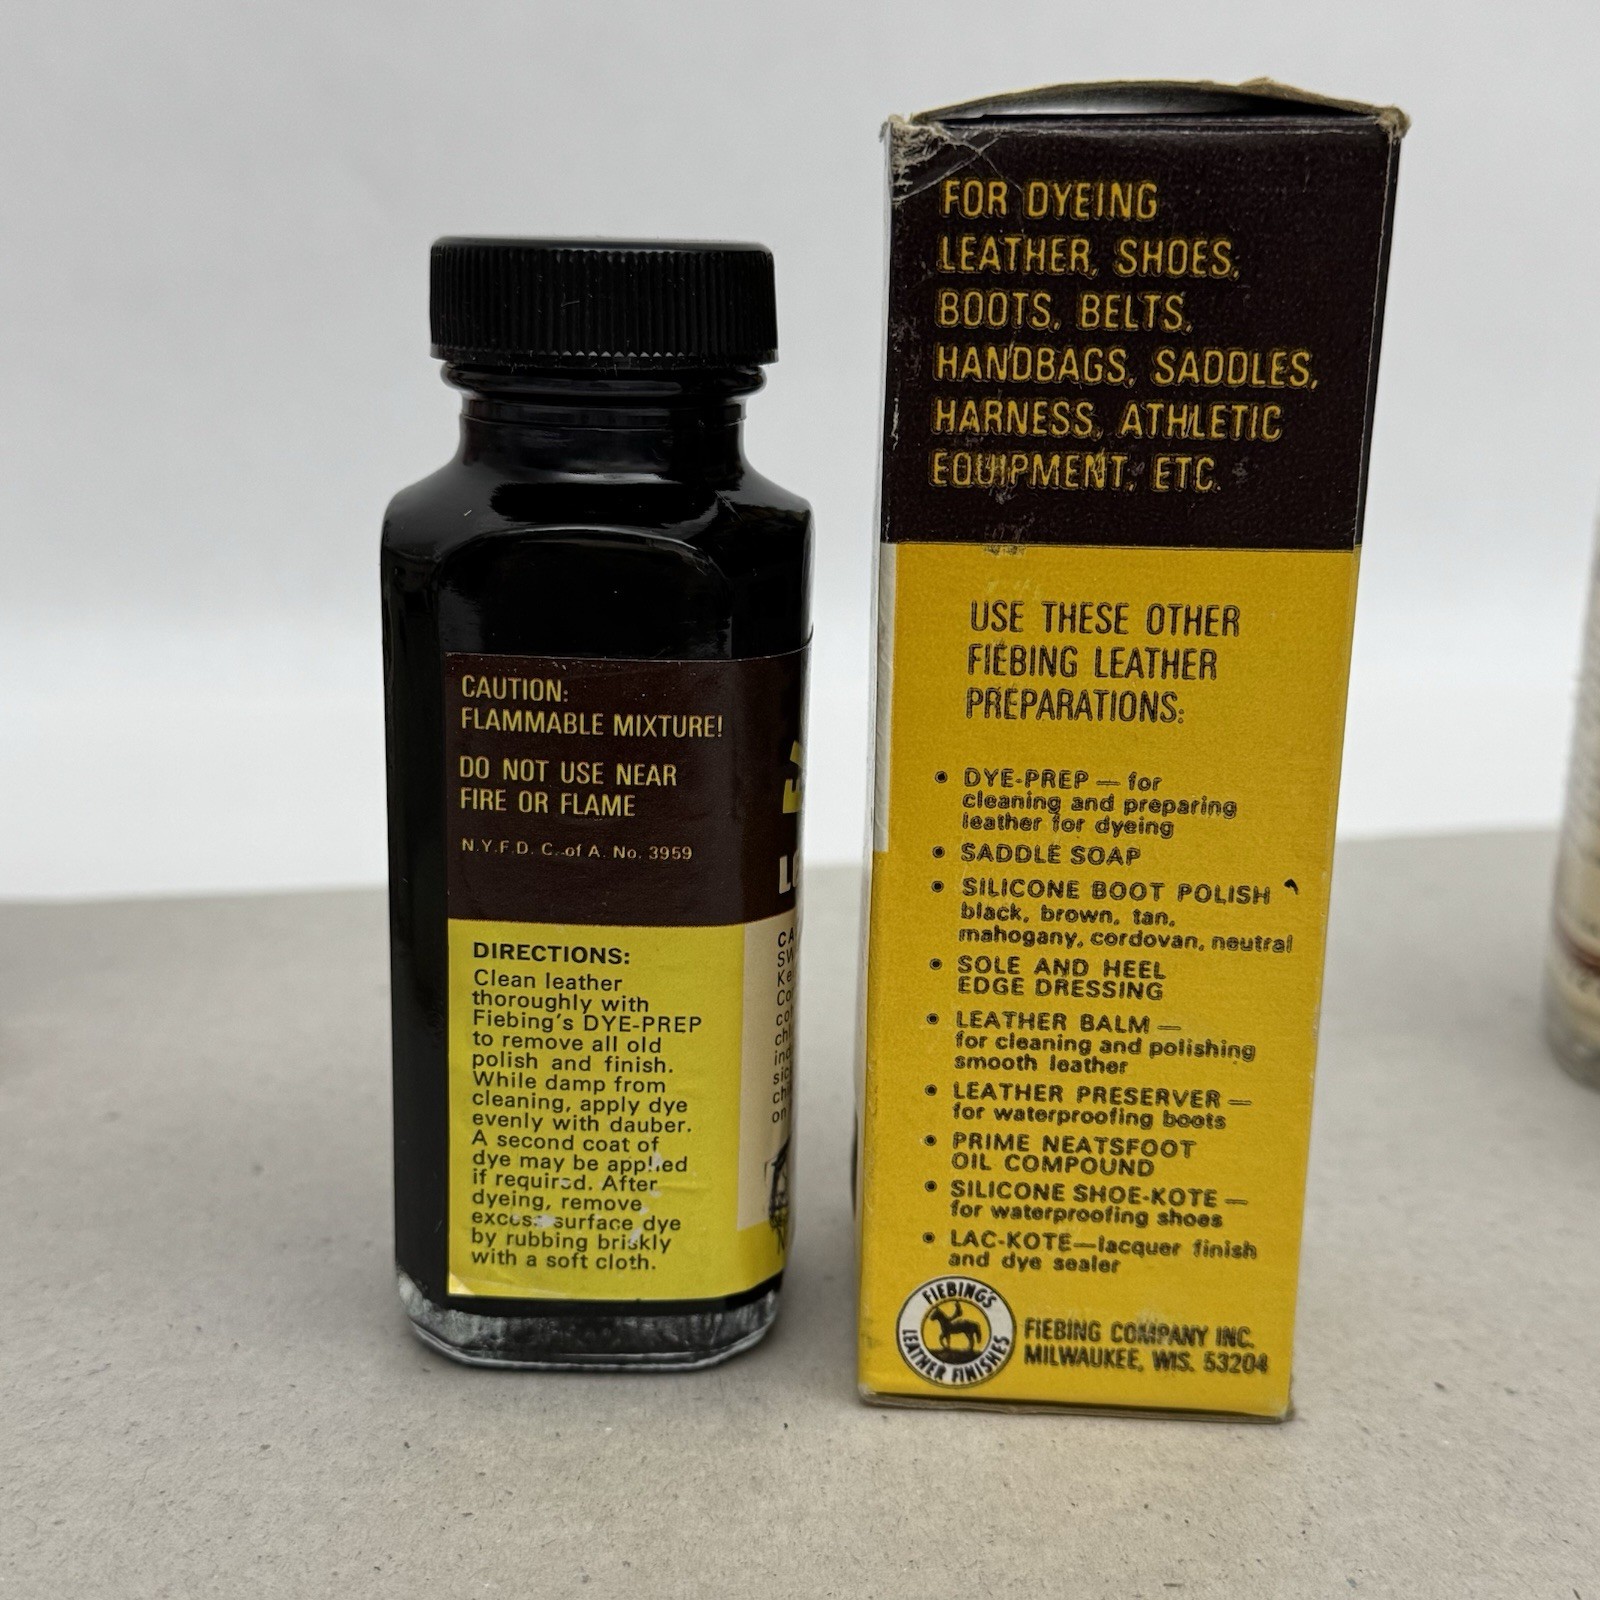 CAUTION:
FLAMMABLE MIXTURE!
DO NOT USE NEAR
FIRE OR FLAME
N.Y.F.D. C. of A. No. 3959
DIRECTIONS:
Clean leather
thoroughly with
Fiebing's DYE-PREP
to remove all old
polish and finish.
While damp from
cleaning, apply dye
evenly with dauber.
A second coat of
dye may be applied
if required. After
dyeing, remove
excess surface dye
by rubbing briskly
with a soft cloth.
FOR DYEING
LEATHER, SHOES,
BOOTS, BELTS,
HANDBAGS, SADDLES,
HARNESS, ATHLETIC
EQUIPMENT, ETC.
USE THESE OTHER
FIEBING LEATHER
PREPARATIONS:
• DYE-PREP — for
cleaning and preparing
leather for dyeing
• SADDLE SOAP
• SILICONE BOOT POLISH
black, brown, tan,
mahogany, cordovan, neutral
• SOLE AND HEEL
EDGE DRESSING
• LEATHER BALM —
for cleaning and polishing
smooth leather
• LEATHER PRESERVER —
for waterproofing boots
• PRIME NEATSFOOT
OIL COMPOUND
• SILICONE SHOE-KOTE —
for waterproofing shoes
• LAC-KOTE—lacquer finish
and dye sealer
FIEBING'S
LEATHER FINISHES
FIEBING COMPANY INC.
MILWAUKEE, WIS. 53204